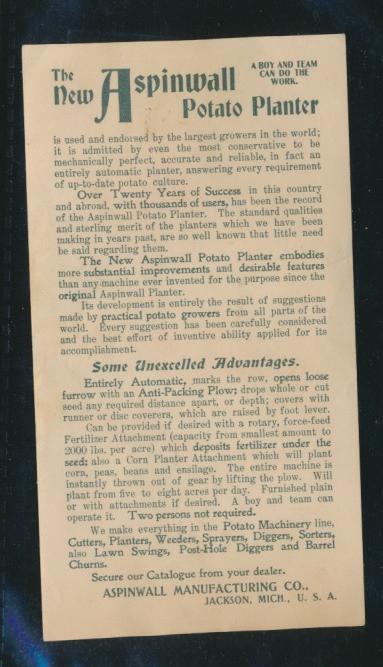 The New Aspinwall Potato Planter
A BOY AND TEAM
CAN DO THE
WORK.
is used and endorsed by the largest growers in the world;
it is admitted by even the most conservative to be
mechanically perfect, accurate and reliable, in fact an
entirely automatic planter, answering every requirement
of up-to-date potato culture.
Over Twenty Years of Success in this country
and abroad, with thousands of users, has been the record
of the Aspinwall Potato Planter. The standard qualities
and sterling merit of the planters which we have been
making in years past, are so well known that little need
be said regarding them.
The New Aspinwall Potato Planter embodies
more substantial improvements and desirable features
than any machine ever invented for the purpose since the
original Aspinwall Planter.
Its development is entirely the result of suggestions
made by practical potato growers from all parts of the
world. Every suggestion has been carefully considered
and the best effort of inventive ability applied for its
accomplishment.
Some Unexcelled Advantages.
Entirely Automatic, marks the row, opens loose
furrow with an Anti-Packing Plow; drops whole or cut
seed any required distance apart, or depth; covers with
runner or disc coverers, which are raised by foot lever.
Can be provided if desired with a rotary, force-feed
Fertilizer Attachment (capacity from smallest amount to
2000 lbs. per acre) which deposits fertilizer under the
seed; also a Corn Planter Attachment which will plant
corn, peas, beans and ensilage. The entire machine is
instantly thrown out of gear by lifting the plow. Will
plant from five to eight acres per day. Furnished plain
or with attachments if desired. A boy and team can
operate it. Two persons not required.
We make everything in the Potato Machinery line,
Cutters, Planters, Weeders, Sprayers, Diggers, Sorters,
also Lawn Swings, Post-Hole Diggers and Barrel
Churns.
Secure our Catalogue from your dealer.
ASPINWALL MANUFACTURING CO.,
JACKSON, MICH., U. S. A.